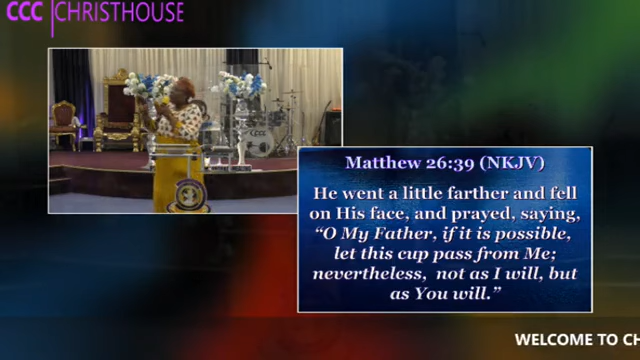 CCC CHRISTHOUSE
CCC
Matthew 26:39 (NKJV)
He went a little farther and fell
on His face, and prayed, saying,
“O My Father, if it is possible,
let this cup pass from Me;
nevertheless, not as I will, but
as You will.”
WELCOME TO CH